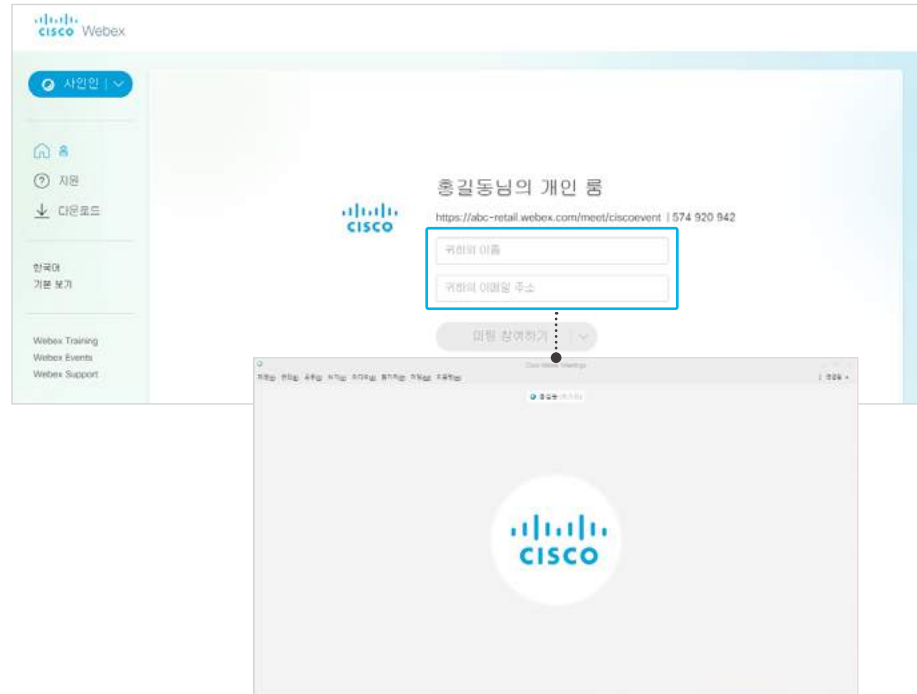 CISCO Webex
사인인
홈
지원
다운로드
한국어
기본 보기
Webex Training
Webex Events
Webex Support
CISCO
홍길동님의 개인 룸
https://abc-retail.webex.com/meet/ciscoevent | 574 920 942
귀하의 이름
귀하의 이메일 주소
미팅 참여하기
Cisco Webex Meetings
홍길동
CISCO